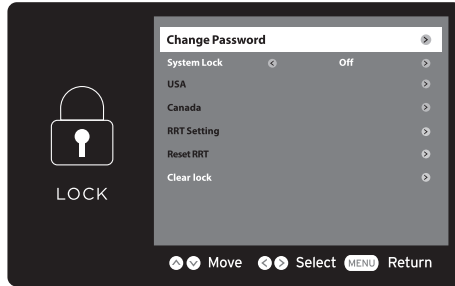 Change Password
System Lock Off
USA
Canada
RRT Setting
Reset RRT
Clear lock
LOCK
Move Select MENU Return